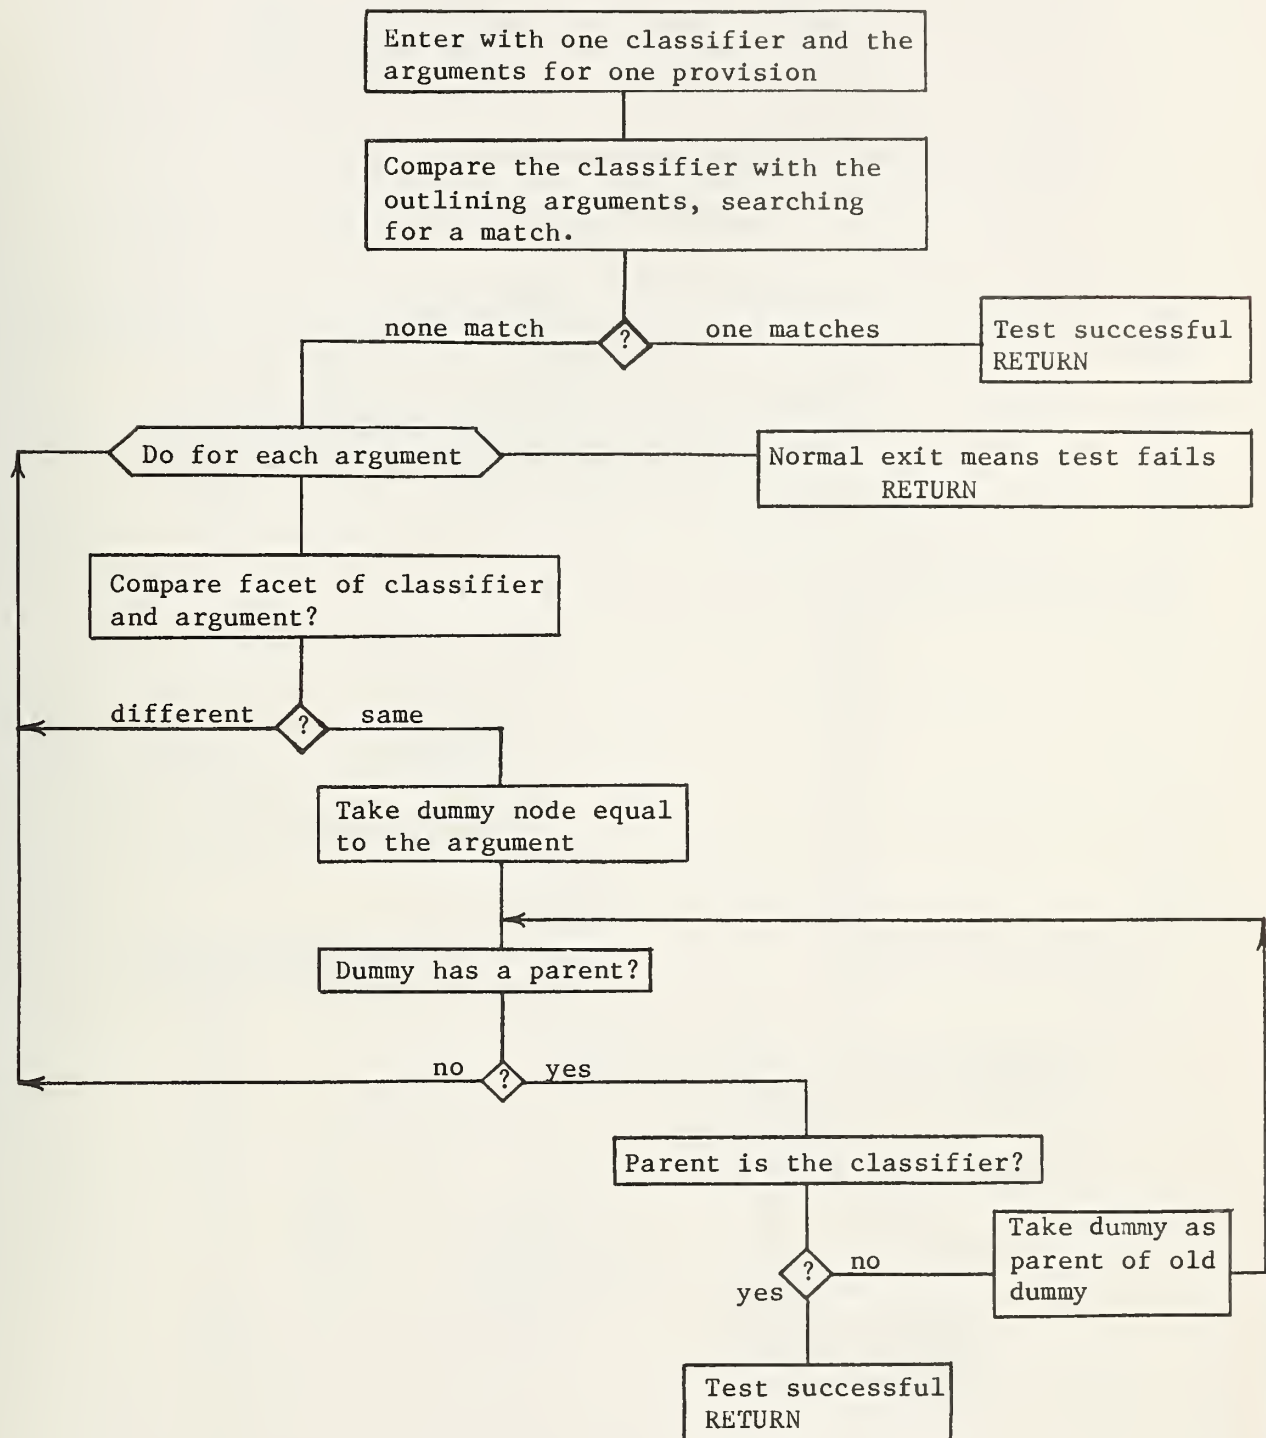 Enter with one classifier and the
arguments for one provision
Compare the classifier with the
outlining arguments, searching
for a match.
none match
?
one matches
Test successful
RETURN
Do for each argument
Normal exit means test fails
RETURN
Compare facet of classifier
and argument?
different
?
same
Take dummy node equal
to the argument
Dummy has a parent?
no
?
yes
Parent is the classifier?
Take dummy as
parent of old
dummy
?
no
yes
Test successful
RETURN